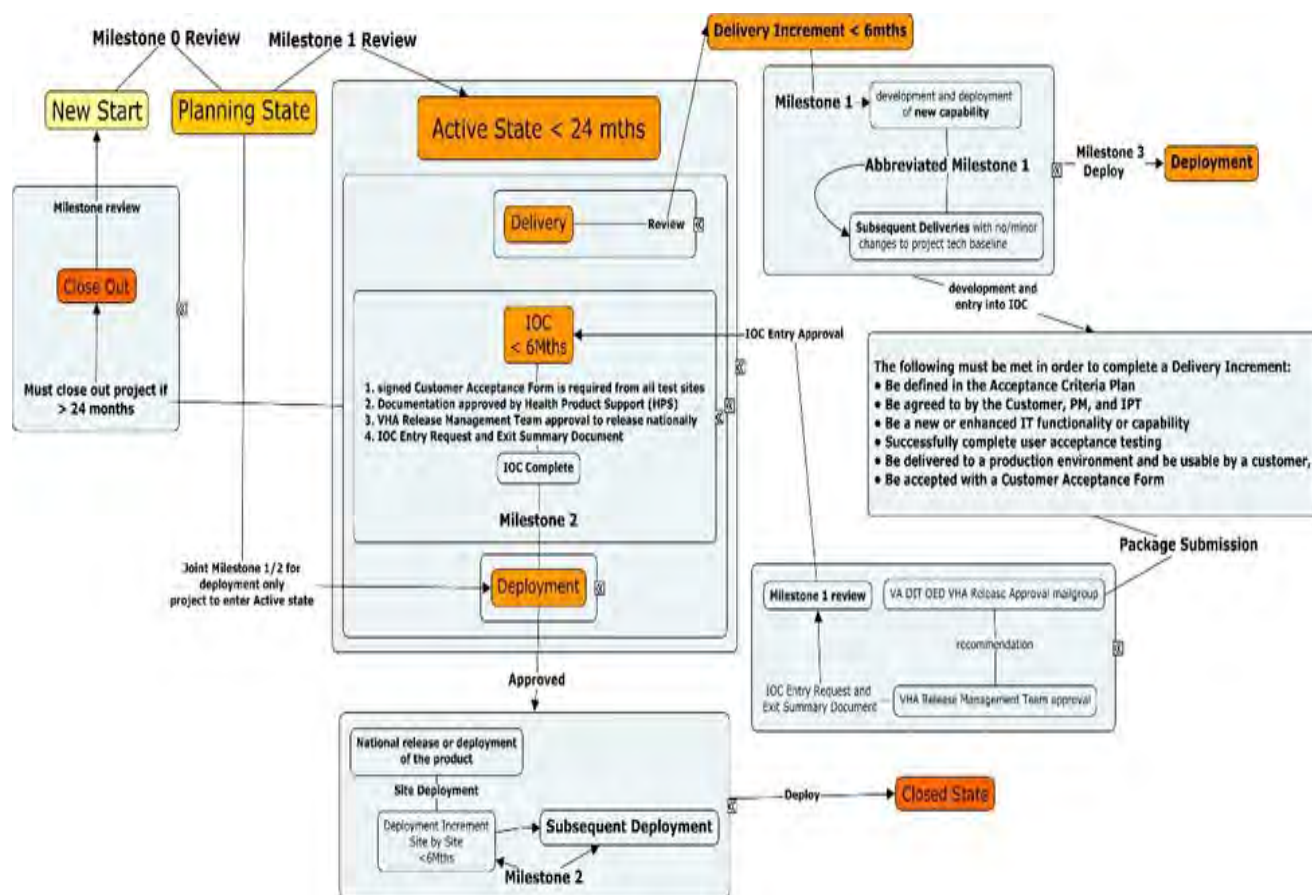 Milestone 0 Review
Milestone 1 Review
Delivery Increment < 6mths
New Start
Planning State
Active State < 24 mths
Milestone 1
development and deployment
of new capability
Abbreviated Milestone 1
Milestone 3
Deploy
Deployment
Subsequent Deliveries with no/minor
changes to project tech baseline
Milestone review
Close Out
Must close out project if
> 24 months
Delivery
Review
development and
entry into IOC
IOC
< 6Mths
IOC Entry Approval
1. signed Customer Acceptance Form is required from all test sites
2. Documentation approved by Health Product Support (HPS)
3. VHA Release Management Team approval to release nationally
4. IOC Entry Request and Exit Summary Document
IOC Complete
Milestone 2
The following must be met in order to complete a Delivery Increment:
• Be defined in the Acceptance Criteria Plan
• Be agreed to by the Customer, PM, and IPT
• Be a new or enhanced IT functionality or capability
• Successfully complete user acceptance testing
• Be delivered to a production environment and be usable by a customer,
• Be accepted with a Customer Acceptance Form
Package Submission
Joint Milestone 1/2 for
deployment only
project to enter Active state
Deployment
Milestone 1 review
VA OIT OED VHA Release Approval mailgroup
recommendation
IOC Entry Request and
Exit Summary Document
VHA Release Management Team approval
Approved
National release or deployment
of the product
Site Deployment
Deployment Increment
Site by Site
<6Mths
Subsequent Deployment
Milestone 2
Deploy
Closed State